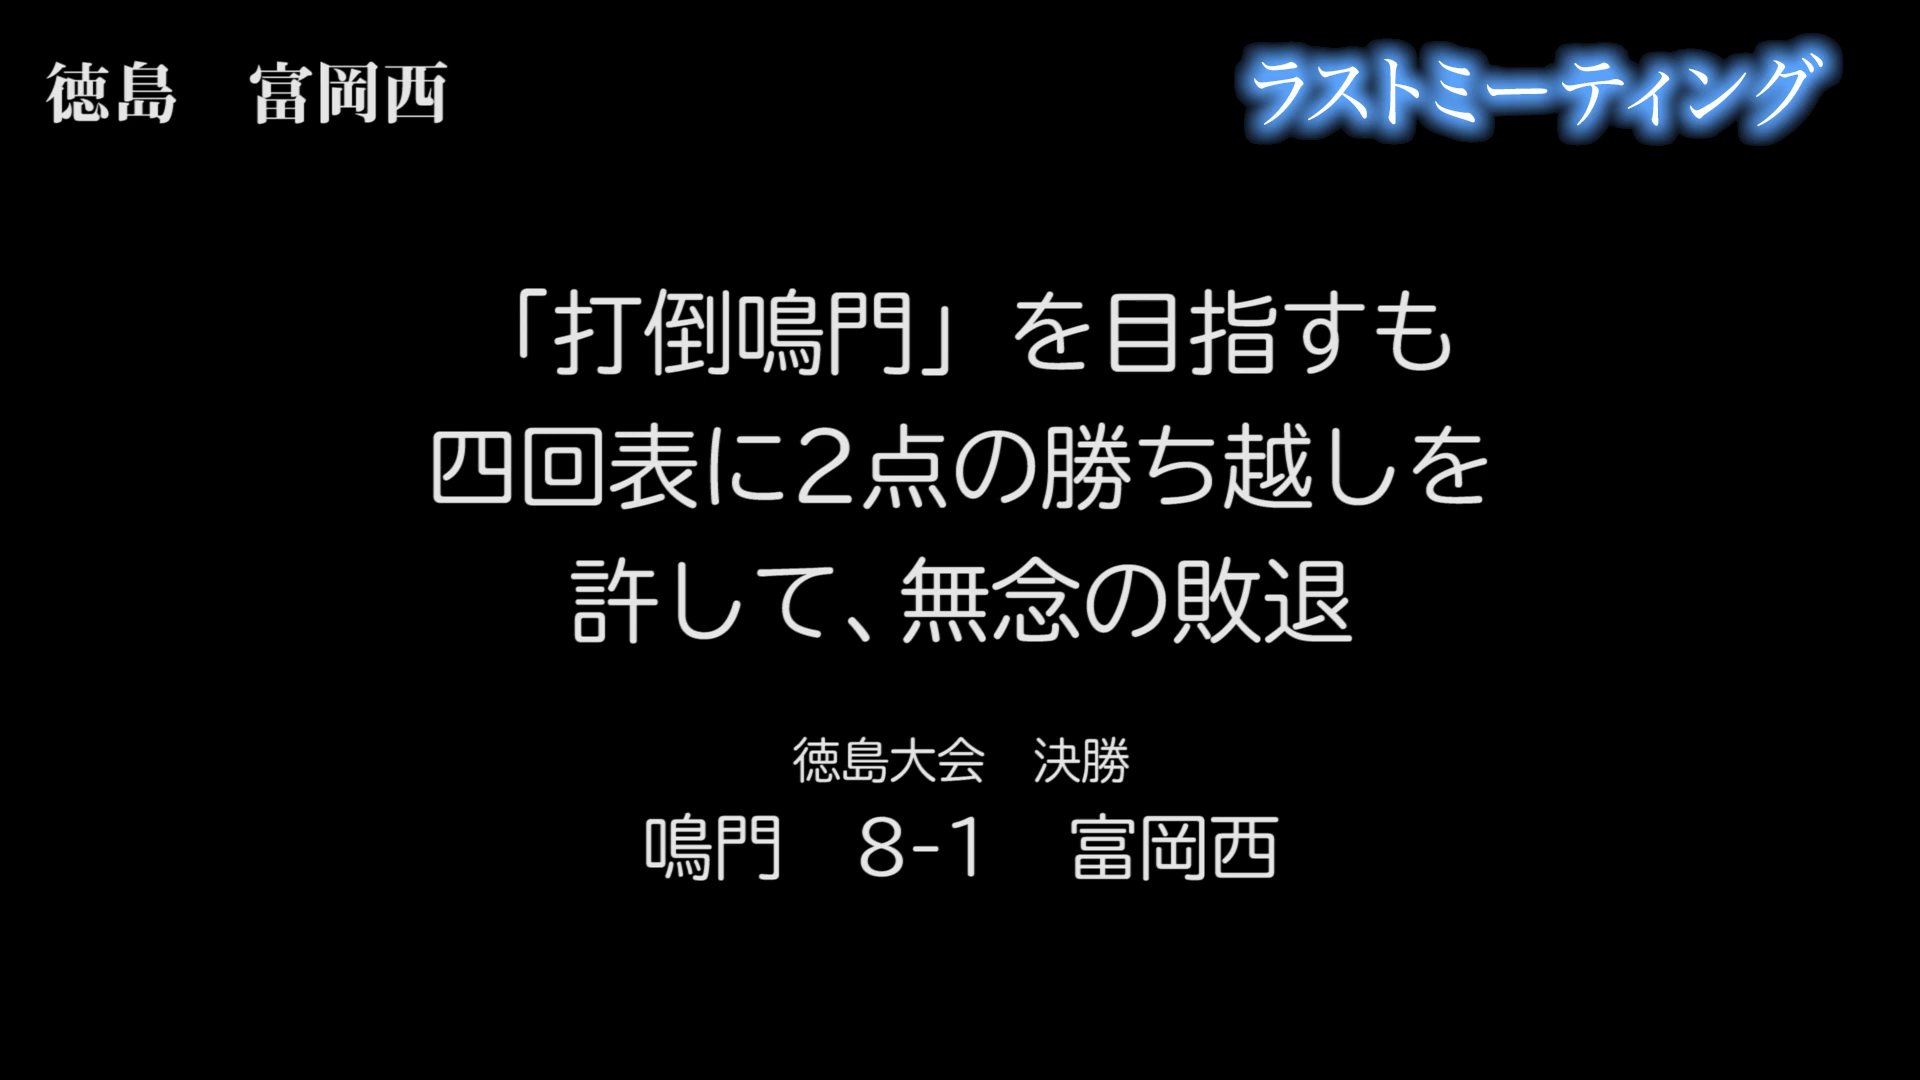 徳島　富岡西
ラストミーティング
「打倒鳴門」を目指すも
四回表に2点の勝ち越しを
許して、無念の敗退
徳島大会　決勝
鳴門　8-1　富岡西